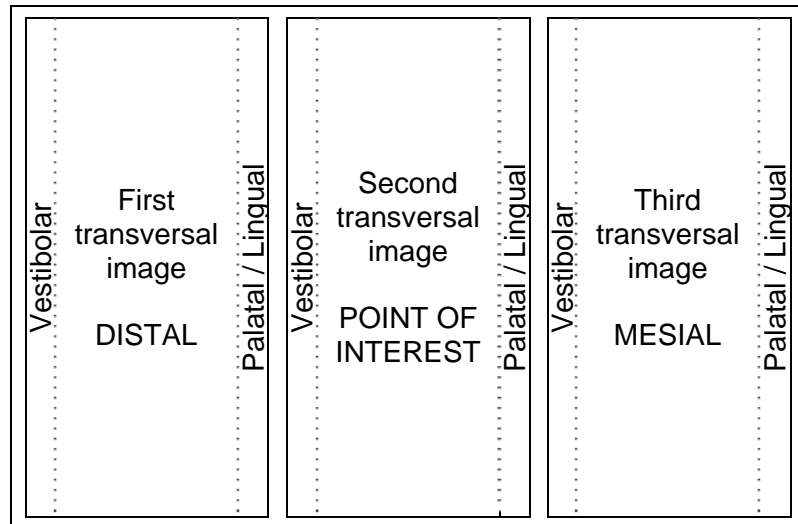 Vestibolar
First
transversal
image
DISTAL
Palatal / Lingual
Vestibolar
Second
transversal
image
POINT OF
INTEREST
Palatal / Lingual
Vestibolar
Third
transversal
image
MESIAL
Palatal / Lingual